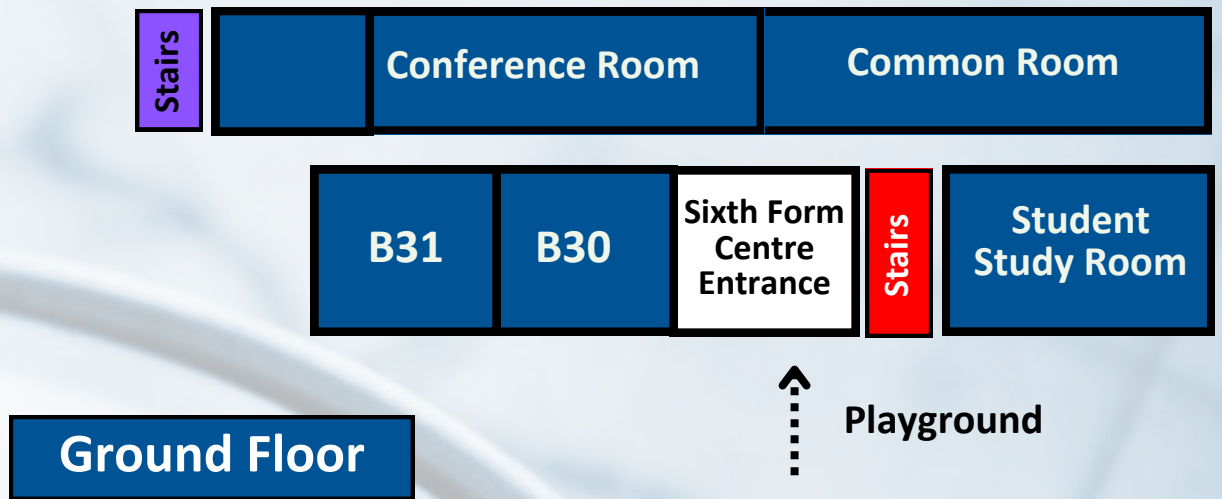 Stairs
Conference Room
Common Room
B31
B30
Sixth Form
Centre
Entrance
Stairs
Student
Study Room
Playground
Ground Floor